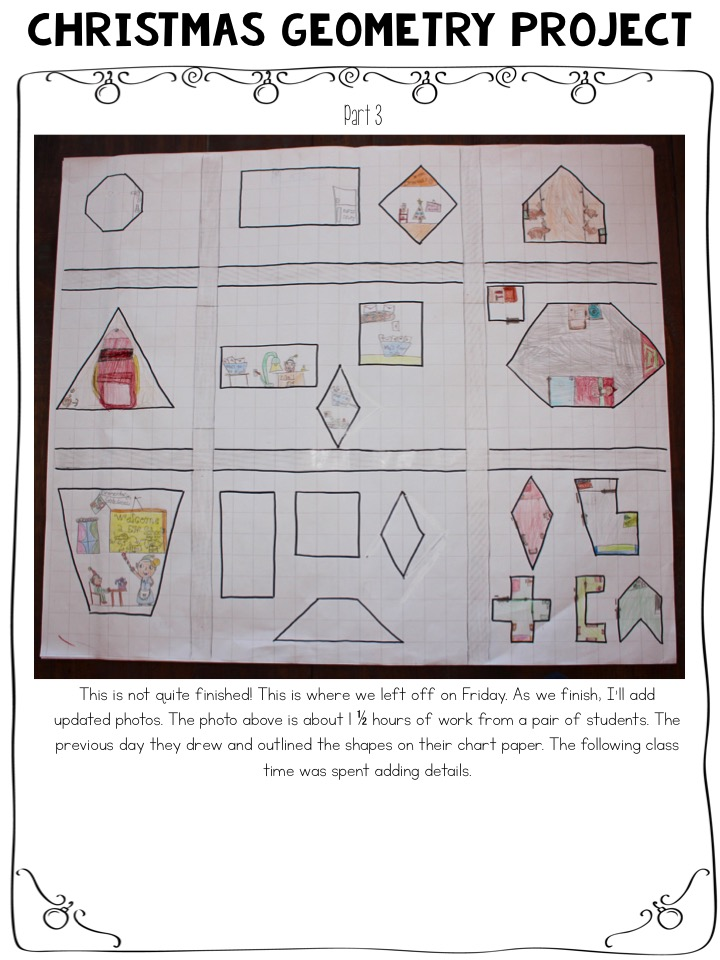 CHRISTMAS GEOMETRY PROJECT
Part 3
Welcome
This is not quite finished! This is where we left off on Friday. As we finish, I'll add
updated photos. The photo above is about 1 ½ hours of work from a pair of students. The
previous day they drew and outlined the shapes on their chart paper. The following class
time was spent adding details.